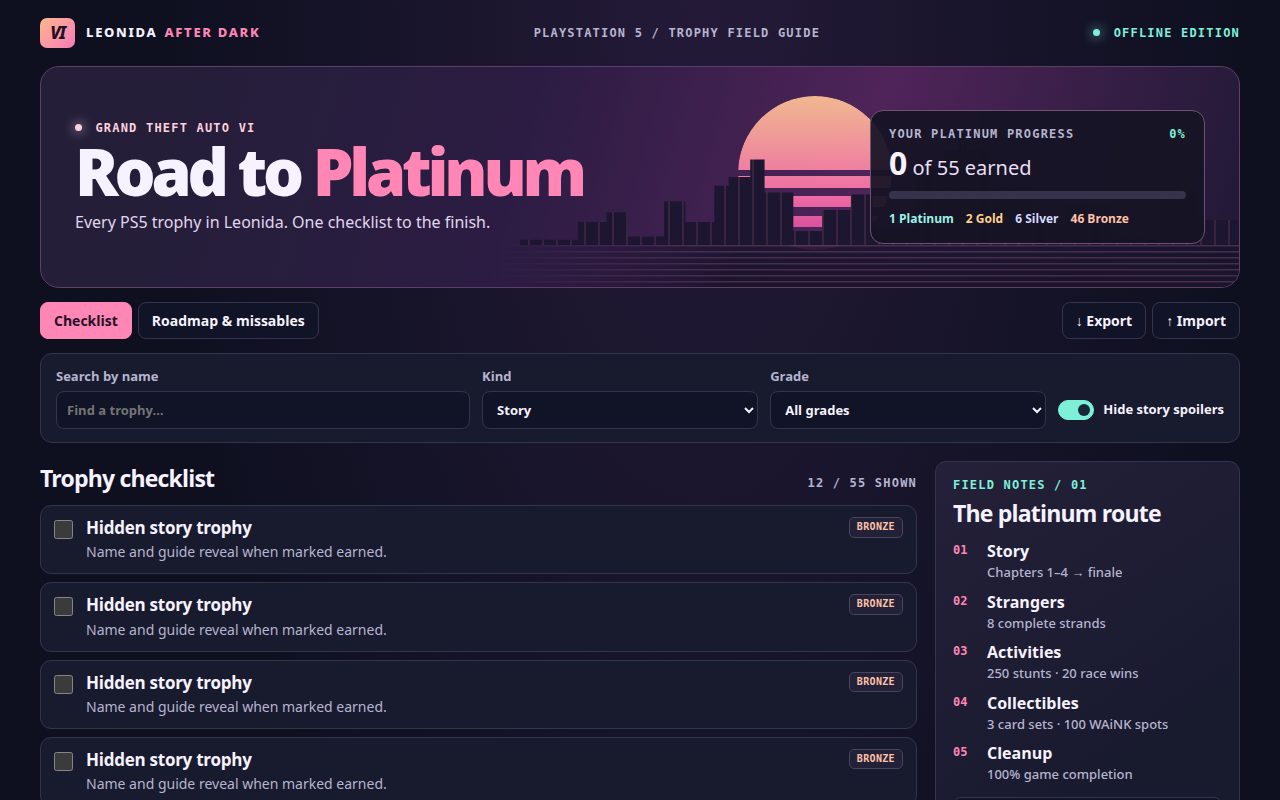 VI LEONIDA AFTER DARK
PLAYSTATION 5 / TROPHY FIELD GUIDE
OFFLINE EDITION
GRAND THEFT AUTO VI
Road to Platinum
Every PS5 trophy in Leonida. One checklist to the finish.
YOUR PLATINUM PROGRESS 0%
0 of 55 earned
1 Platinum 2 Gold 6 Silver 46 Bronze
Checklist
Roadmap & missables
↓ Export
↑ Import
Search by name
Find a trophy...
Kind
Story
Grade
All grades
Hide story spoilers
Trophy checklist
12 / 55 SHOWN
Hidden story trophy
BRONZE
Name and guide reveal when marked earned.
Hidden story trophy
BRONZE
Name and guide reveal when marked earned.
Hidden story trophy
BRONZE
Name and guide reveal when marked earned.
Hidden story trophy
BRONZE
Name and guide reveal when marked earned.
FIELD NOTES / 01
The platinum route
01 Story
Chapters 1–4 → finale
02 Strangers
8 complete strands
03 Activities
250 stunts · 20 race wins
04 Collectibles
3 card sets · 100 WAiNK spots
05 Cleanup
100% game completion